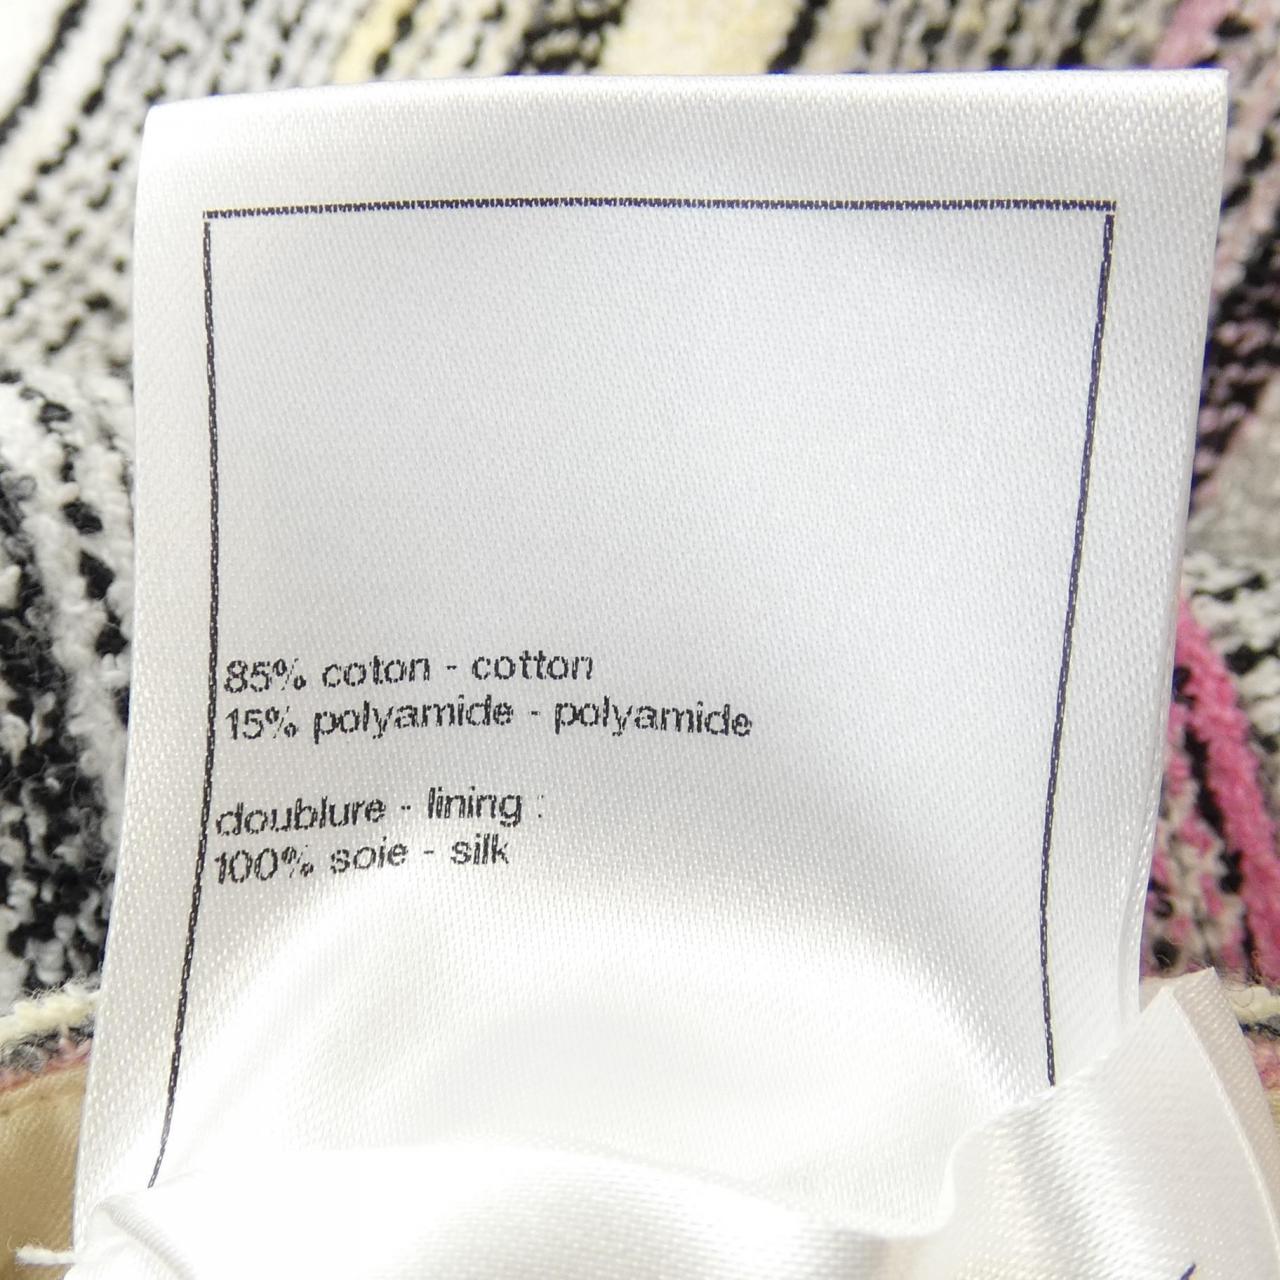 85% coton - cotton
15% polyamide - polyamide
doublure - lining :
100% soie - silk